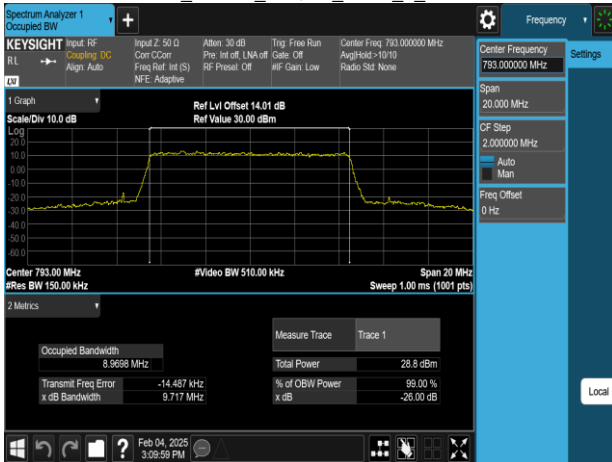 Spectrum Analyzer 1
Occupied BW
Frequency
KEYSIGHT
RL
LXI
Input: RF
Coupling: DC
Align: Auto
Input Z: 50 Ω
Corr CCorr
Freq Ref: Int (S)
NFE: Adaptive
Atten: 30 dB
Pre: Int off, LNA off
RF Presel: Off
Trig: Free Run
Gate: Off
#IF Gain: Low
Center Freq: 793.000000 MHz
Avg|Hold:>10/10
Radio Std: None
Center Frequency
793.000000 MHz
Settings
Span
20.000 MHz
CF Step
2.000000 MHz
Auto
Man
Freq Offset
0 Hz
Local
1 Graph
Scale/Div 10.0 dB
Ref Lvl Offset 14.01 dB
Ref Value 30.00 dBm
Log
20.0
10.0
0.00
-10.0
-20.0
-30.0
-40.0
-50.0
-60.0
Center 793.00 MHz
#Video BW 510.00 kHz
Span 20 MHz
#Res BW 150.00 kHz
Sweep 1.00 ms (1001 pts)
2 Metrics
Measure Trace
Trace 1
Occupied Bandwidth
8.9698 MHz
Total Power
28.8 dBm
Transmit Freq Error
-14.487 kHz
% of OBW Power
99.00 %
x dB Bandwidth
9.717 MHz
x dB
-26.00 dB
Feb 04, 2025
3:09:59 PM